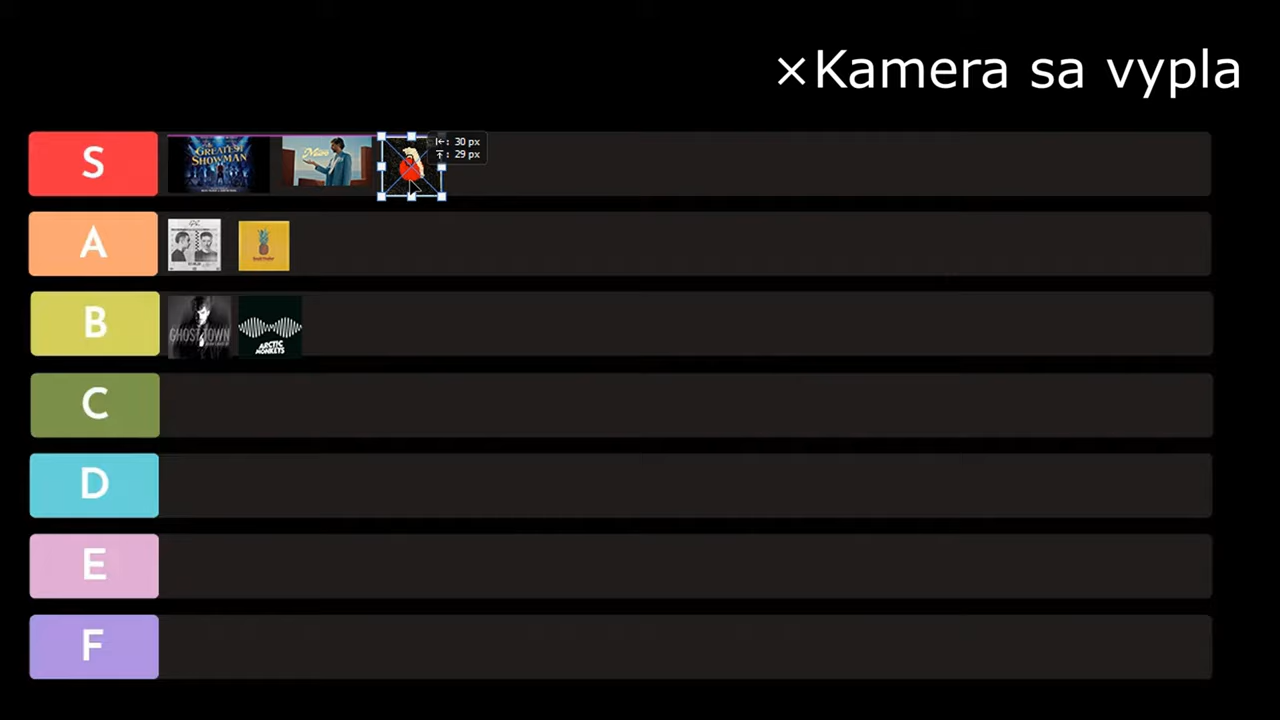 ×Kamera sa vypla
S
THE GREATEST SHOWMAN
30 px
29 px
A
B
GHOST TOWN
ARCTIC
MONKEYS
C
D
E
F